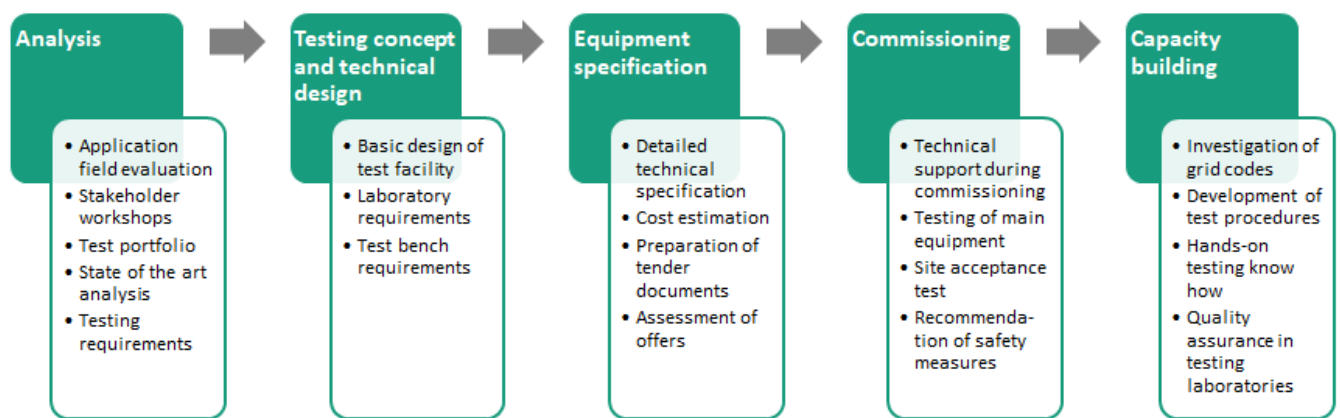 Analysis
• Application
field evaluation
• Stakeholder
workshops
• Test portfolio
• State of the art
analysis
• Testing
requirements
Testing concept
and technical
design
• Basic design of
test facility
• Laboratory
requirements
• Test bench
requirements
Equipment
specification
• Detailed
technical
specification
• Cost estimation
• Preparation of
tender
documents
• Assessment of
offers
Commissioning
• Technical
support during
commissioning
• Testing of main
equipment
• Site acceptance
test
• Recommenda-
tion of safety
measures
Capacity
building
• Investigation of
grid codes
• Development of
test procedures
• Hands-on
testing know
how
• Quality
assurance in
testing
laboratories